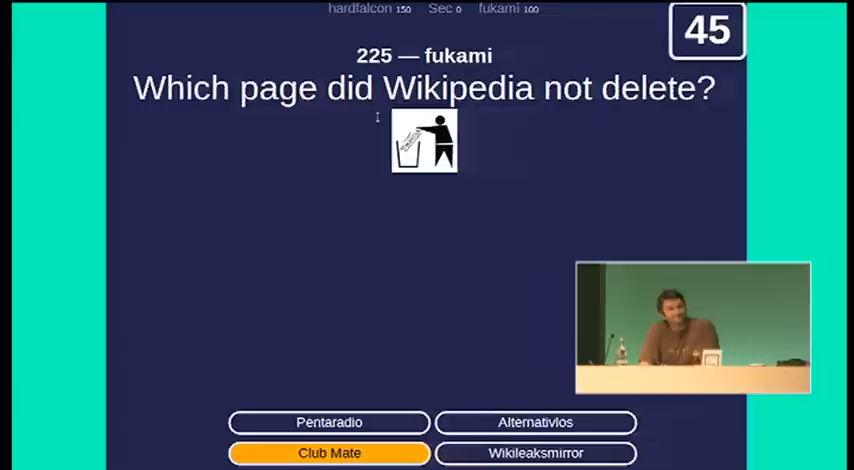 hardfalcon 150 Sec 0 fukami 100
45
225 — fukami
Which page did Wikipedia not delete?
Pentaradio
Alternativlos
Club Mate
Wikileaksmirror